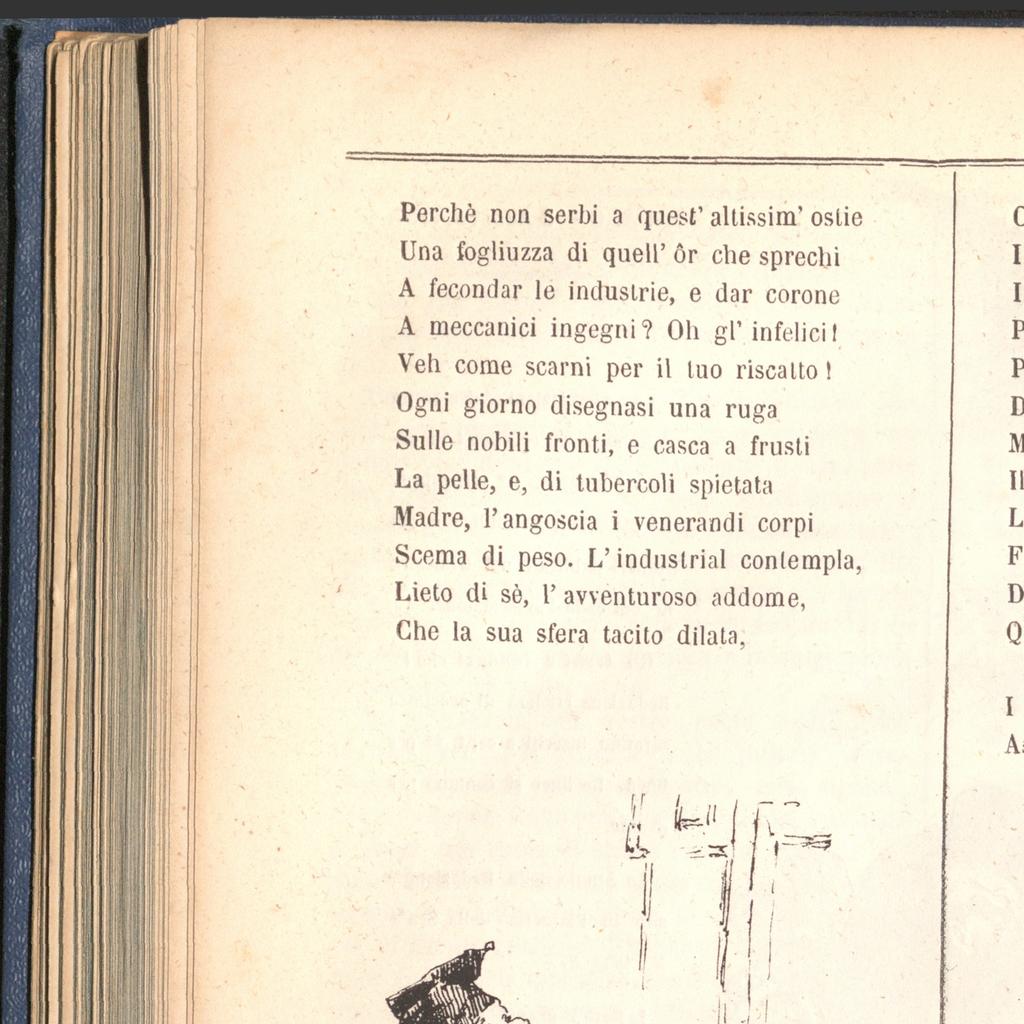 Perchè non serbi a quest' altissim' ostie
Una fogliuzza di quell' ôr che sprechi
A fecondar le industrie, e dar corone
A meccanici ingegni? Oh gl' infelici!
Veh come scarni per il tuo riscatto!
Ogni giorno disegnasi una ruga
Sulle nobili fronti, e casca a frusti
La pelle, e, di tubercoli spietata
Madre, l'angoscia i venerandi corpi
Scema di peso. L'industrial contempla,
Lieto di sè, l'avventuroso addome,
Che la sua sfera tacito dilata,